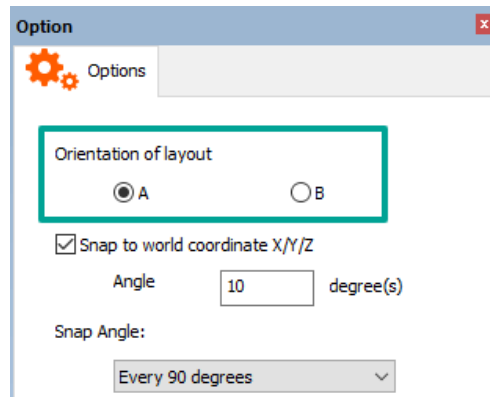 Option
Options
Orientation of layout
A B
Snap to world coordinate X/Y/Z
Angle 10 degree(s)
Snap Angle:
Every 90 degrees